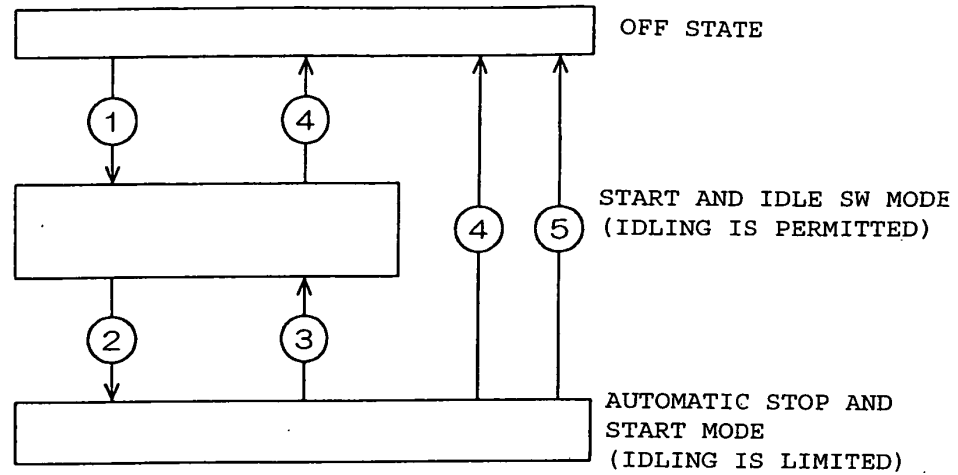 OFF STATE
1
4
START AND IDLE SW MODE
(IDLING IS PERMITTED)
4
5
2
3
AUTOMATIC STOP AND
START MODE
(IDLING IS LIMITED)